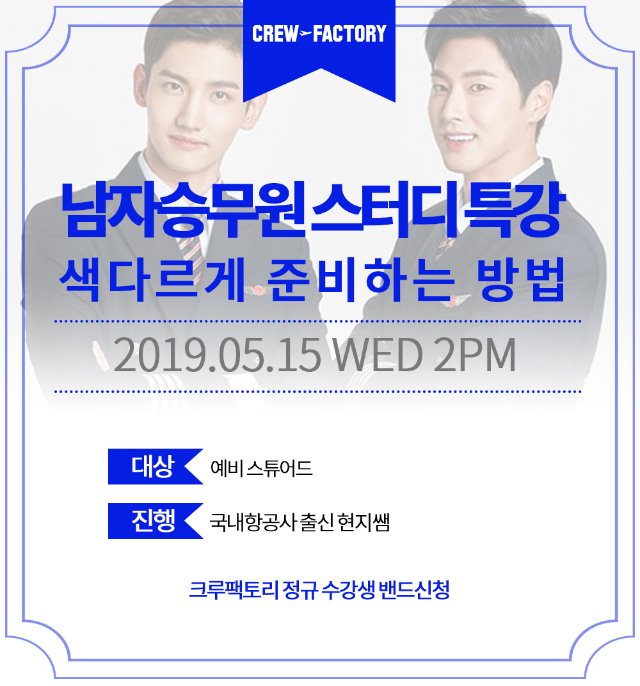 CREW FACTORY
남자승무원 스터디 특강
색다르게 준비하는 방법
2019.05.15 WED 2PM
대상 예비 스튜어드
진행 국내항공사 출신 현지쌤
크루팩토리 정규 수강생 밴드신청